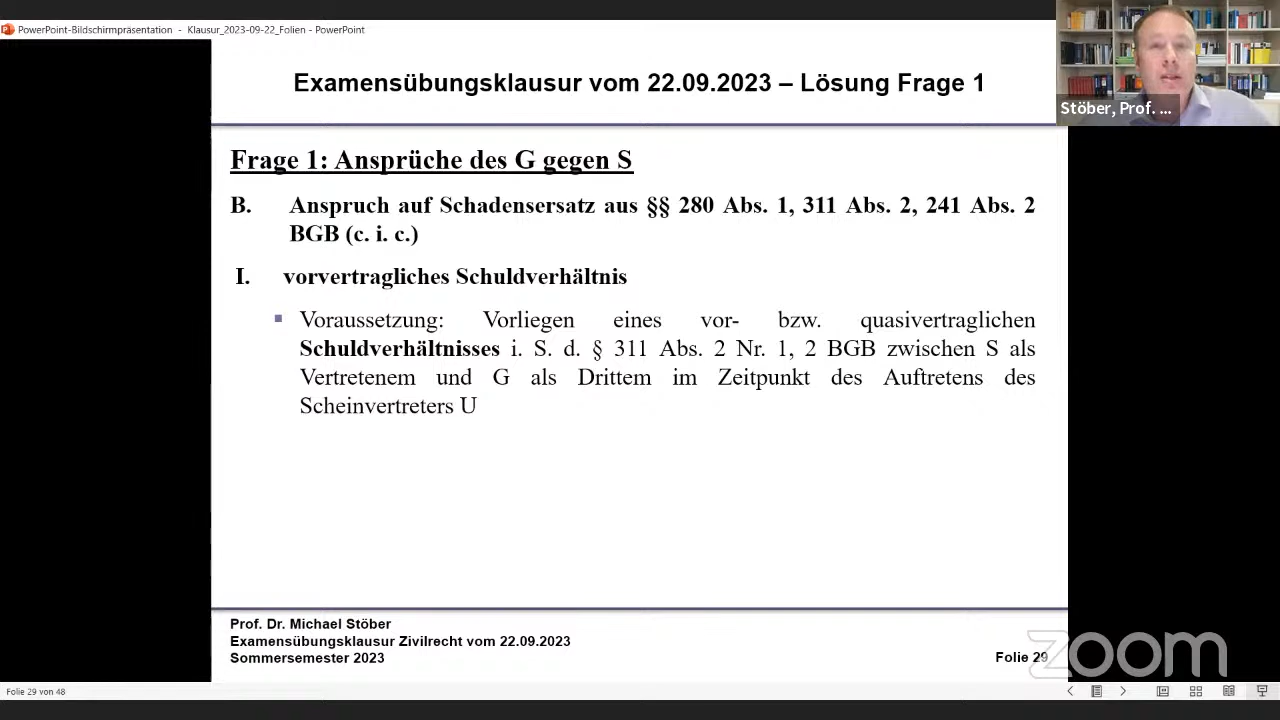 PowerPoint-Bildschirmpräsentation - Klausur_2023-09-22_Folien - PowerPoint
Examensübungsklausur vom 22.09.2023 – Lösung Frage 1
Stöber, Prof. ...
Frage 1: Ansprüche des G gegen S
B. Anspruch auf Schadensersatz aus §§ 280 Abs. 1, 311 Abs. 2, 241 Abs. 2
BGB (c. i. c.)
I. vorvertragliches Schuldverhältnis
▪ Voraussetzung: Vorliegen eines vor- bzw. quasivertraglichen
Schuldverhältnisses i. S. d. § 311 Abs. 2 Nr. 1, 2 BGB zwischen S als
Vertretenem und G als Drittem im Zeitpunkt des Auftretens des
Scheinvertreters U
Prof. Dr. Michael Stöber
Examensübungsklausur Zivilrecht vom 22.09.2023
Sommersemester 2023
Folie 29
zoom
Folie 29 von 48